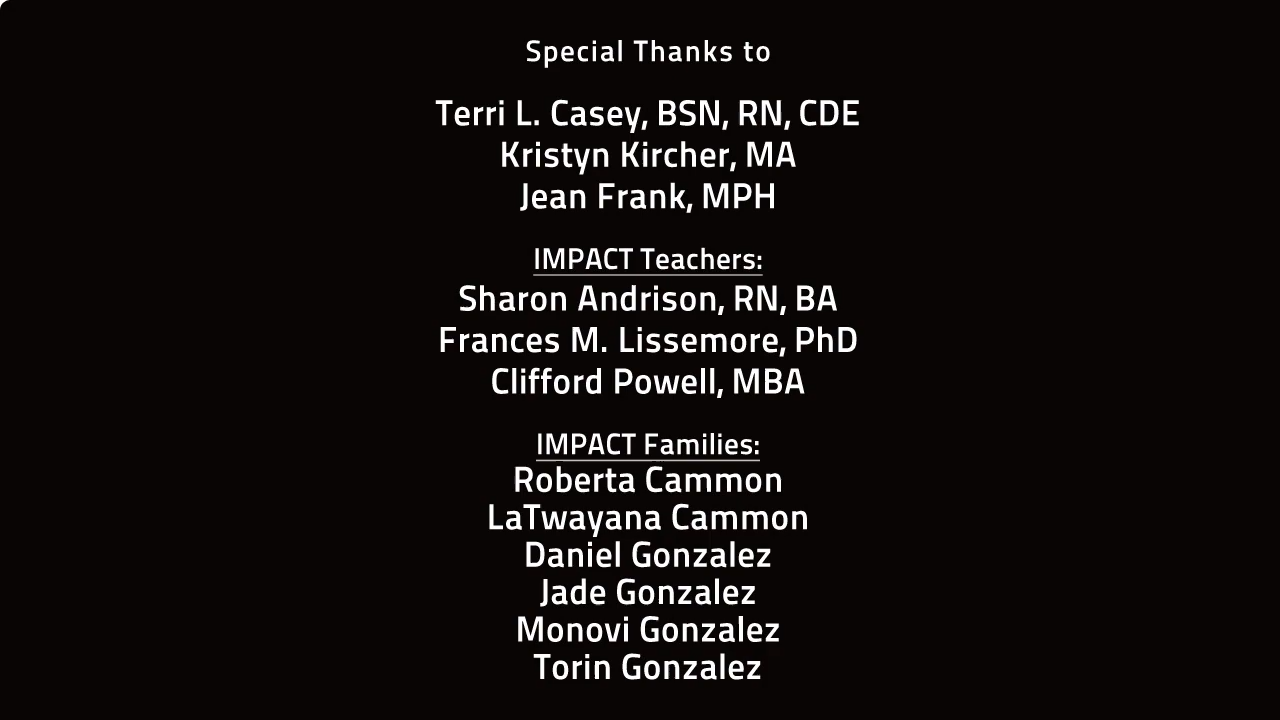 Special Thanks to
Terri L. Casey, BSN, RN, CDE
Kristyn Kircher, MA
Jean Frank, MPH
IMPACT Teachers:
Sharon Andrison, RN, BA
Frances M. Lissemore, PhD
Clifford Powell, MBA
IMPACT Families:
Roberta Cammon
LaTwayana Cammon
Daniel Gonzalez
Jade Gonzalez
Monovi Gonzalez
Torin Gonzalez